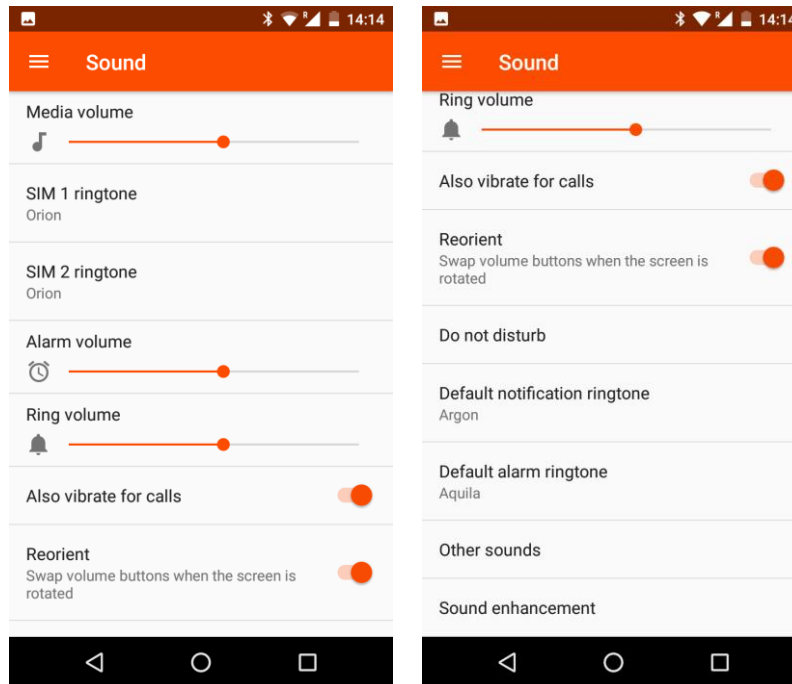 14:14
Sound
Media volume
SIM 1 ringtone
Orion
SIM 2 ringtone
Orion
Alarm volume
Ring volume
Also vibrate for calls
Reorient
Swap volume buttons when the screen is
rotated
14:14
Sound
Ring volume
Also vibrate for calls
Reorient
Swap volume buttons when the screen is
rotated
Do not disturb
Default notification ringtone
Argon
Default alarm ringtone
Aquila
Other sounds
Sound enhancement